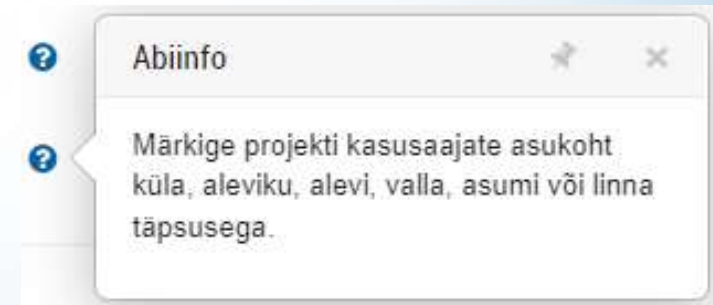 Abiinfo
Märkige projekti kasusaajate asukoht
küla, aleviku, alevi, valla, asumi või linna
täpsusega.